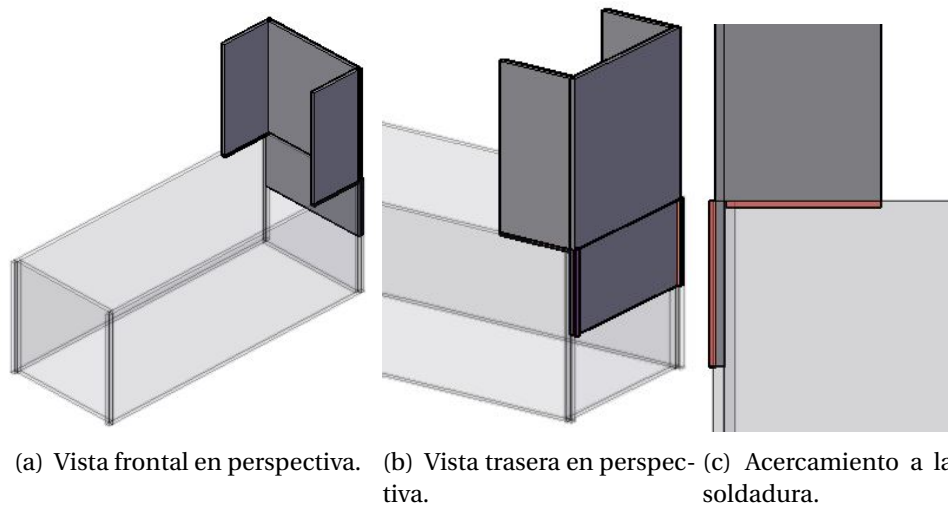 (a) Vista frontal en perspectiva.
(b) Vista trasera en perspec-
tiva.
(c) Acercamiento a la
soldadura.